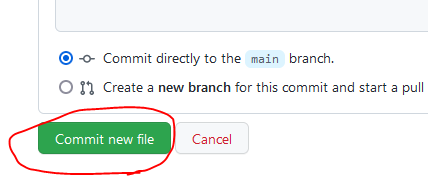 Commit directly to the main branch.
Create a new branch for this commit and start a pull
Commit new file
Cancel